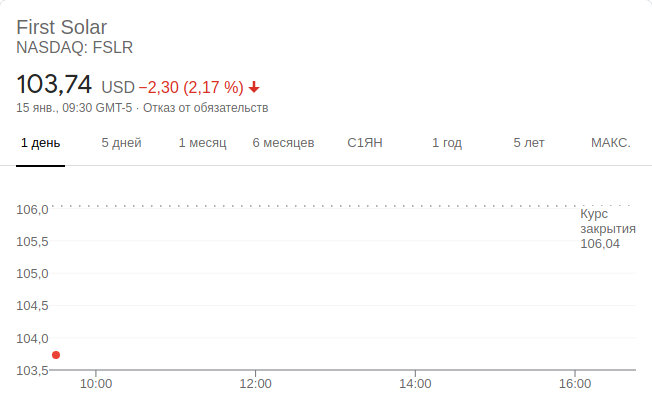 First Solar
NASDAQ: FSLR
103,74 USD −2,30 (2,17 %)
15 янв., 09:30 GMT-5 · Отказ от обязательств
1 день 5 дней 1 месяц 6 месяцев С1ЯН 1 год 5 лет МАКС.
106,0
105,5
105,0
104,5
104,0
103,5
Курс
закрытия
106,04
10:00 12:00 14:00 16:00